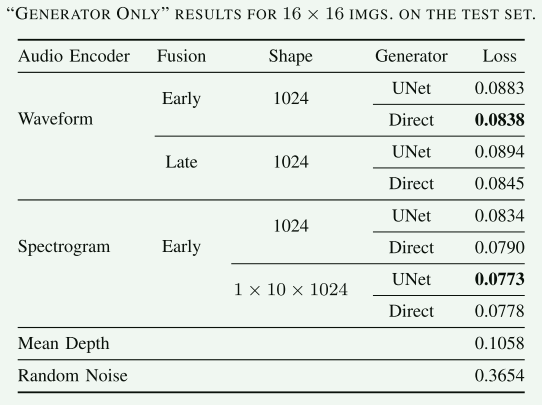 “GENERATOR ONLY” RESULTS FOR 16 × 16 IMGS. ON THE TEST SET.
Audio Encoder Fusion Shape Generator Loss
Waveform Early 1024 UNet 0.0883
Direct 0.0838
Late 1024 UNet 0.0894
Direct 0.0845
Spectrogram Early 1024 UNet 0.0834
Direct 0.0790
1 × 10 × 1024 UNet 0.0773
Direct 0.0778
Mean Depth 0.1058
Random Noise 0.3654